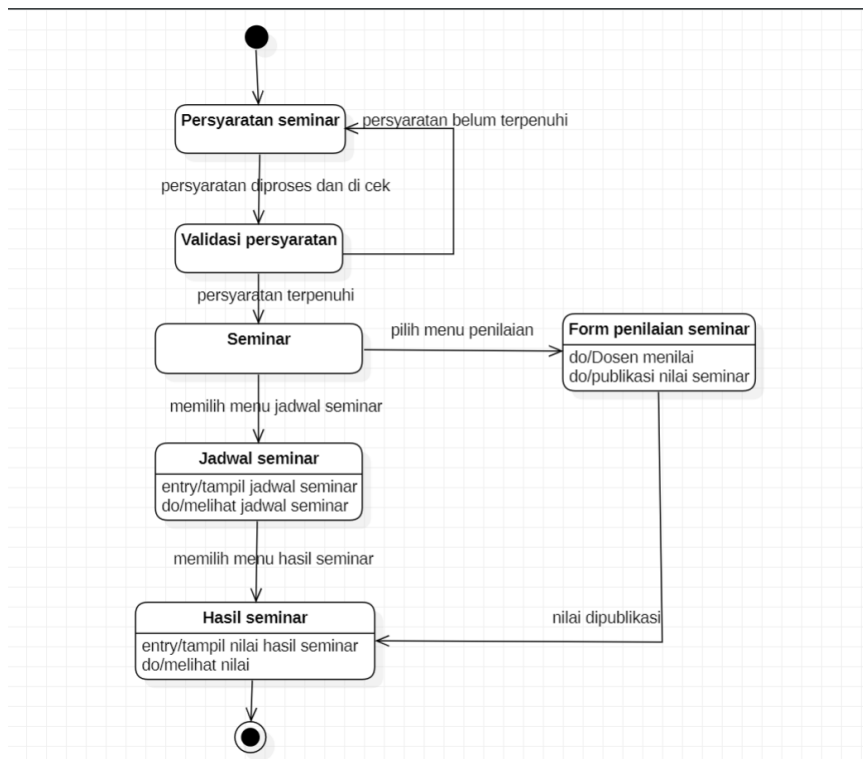 Persyaratan seminar
persyaratan belum terpenuhi
persyaratan diproses dan di cek
Validasi persyaratan
persyaratan terpenuhi
Seminar
pilih menu penilaian
Form penilaian seminar
do/Dosen menilai
do/publikasi nilai seminar
memilih menu jadwal seminar
Jadwal seminar
entry/tampil jadwal seminar
do/melihat jadwal seminar
memilih menu hasil seminar
nilai dipublikasi
Hasil seminar
entry/tampil nilai hasil seminar
do/melihat nilai